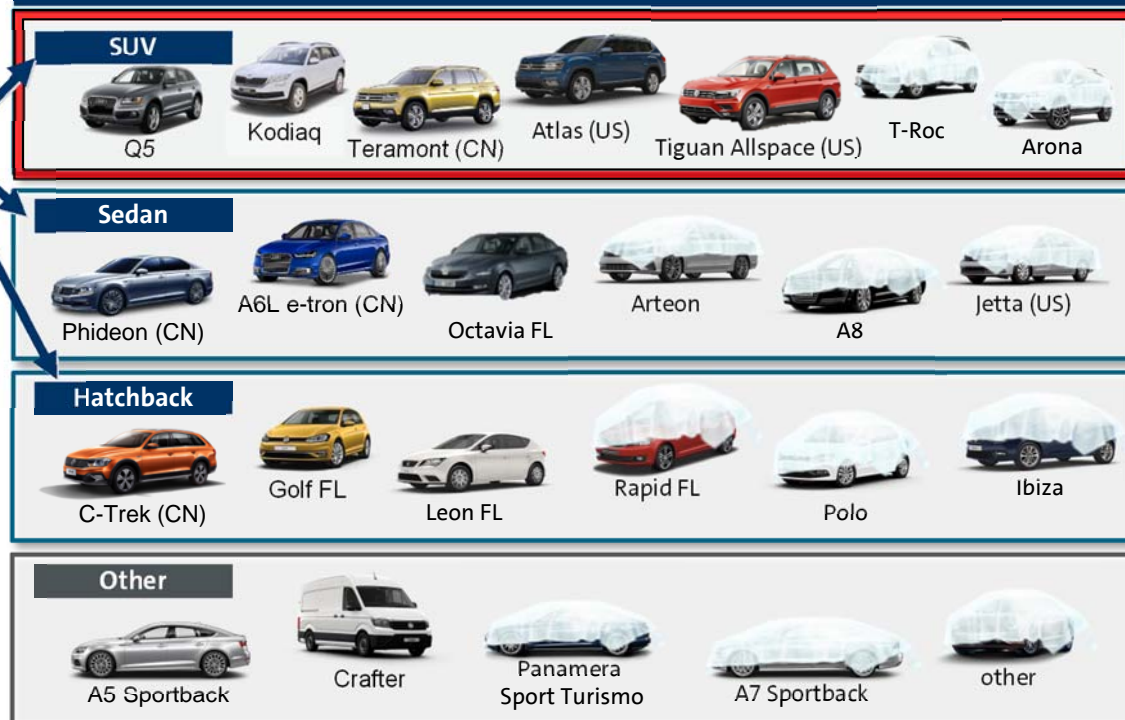 SUV
Q5
Kodiaq
Teramont (CN)
Atlas (US)
Tiguan Allspace (US)
T-Roc
Arona
Sedan
Phideon (CN)
A6L e-tron (CN)
Octavia FL
Arteon
A8
Jetta (US)
Hatchback
C-Trek (CN)
Golf FL
Leon FL
Rapid FL
Polo
Ibiza
Other
A5 Sportback
Crafter
Panamera
Sport Turismo
A7 Sportback
other